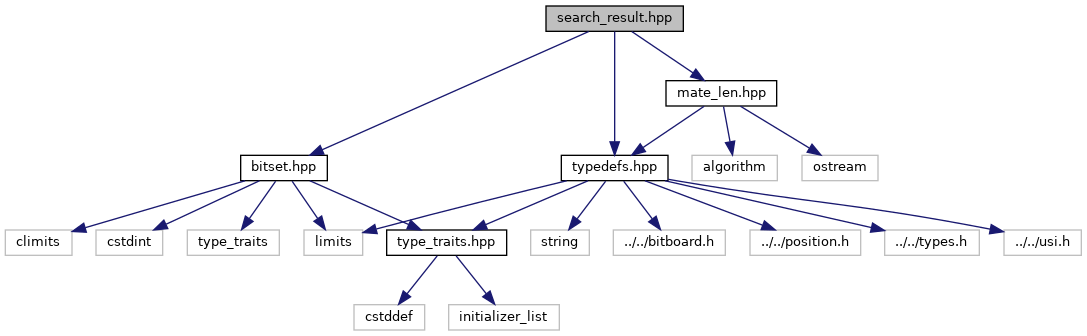 search_result.hpp
mate_len.hpp
bitset.hpp
typedefs.hpp
algorithm
ostream
climits
cstdint
type_traits
limits
type_traits.hpp
string
../../bitboard.h
../../position.h
../../types.h
../../usi.h
cstddef
initializer_list